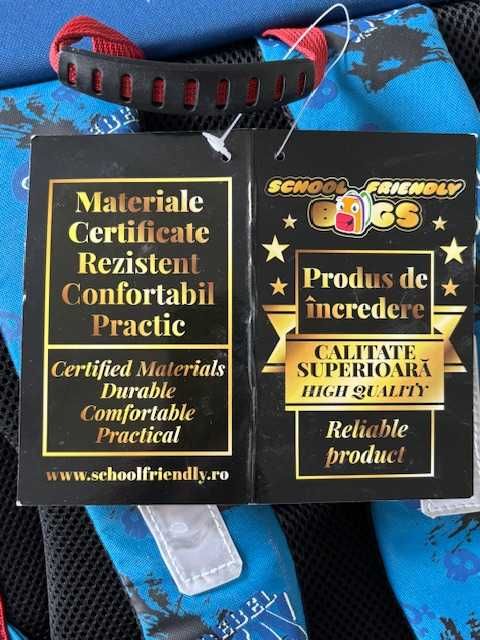 Materiale
Certificate
Rezistent
Confortabil
Practic
Certified Materials
Durable
Comfortable
Practical
www.schoolfriendly.ro
SCHOOL FRIENDLY
BAGS
Produs de
încredere
CALITATE
SUPERIOARĂ
HIGH QUALITY
Reliable
product
REBEL